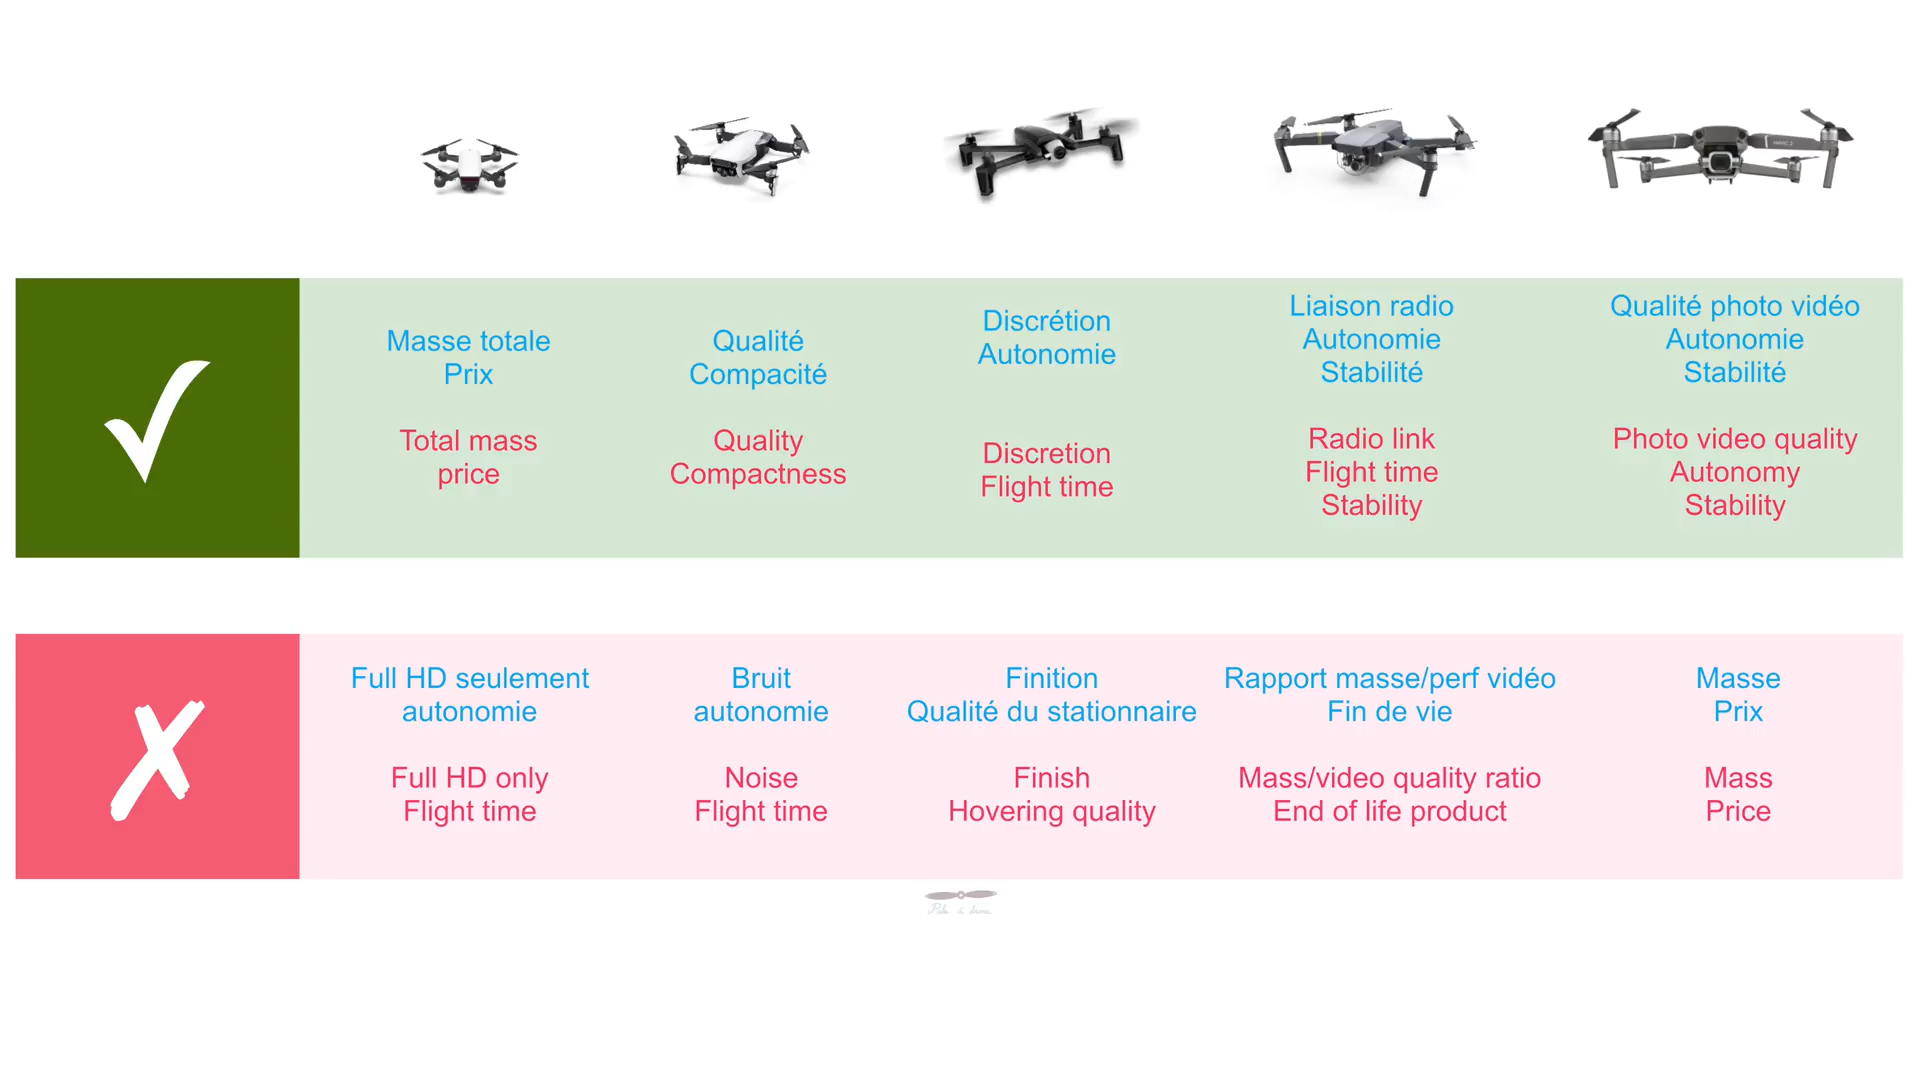 Masse totale
Prix
Total mass
price
Qualité
Compacité
Quality
Compactness
Discrétion
Autonomie
Discretion
Flight time
Liaison radio
Autonomie
Stabilité
Radio link
Flight time
Stability
Qualité photo vidéo
Autonomie
Stabilité
Photo video quality
Autonomy
Stability
Full HD seulement
autonomie
Full HD only
Flight time
Bruit
autonomie
Noise
Flight time
Finition
Qualité du stationnaire
Finish
Hovering quality
Rapport masse/perf vidéo
Fin de vie
Mass/video quality ratio
End of life product
Masse
Prix
Mass
Price